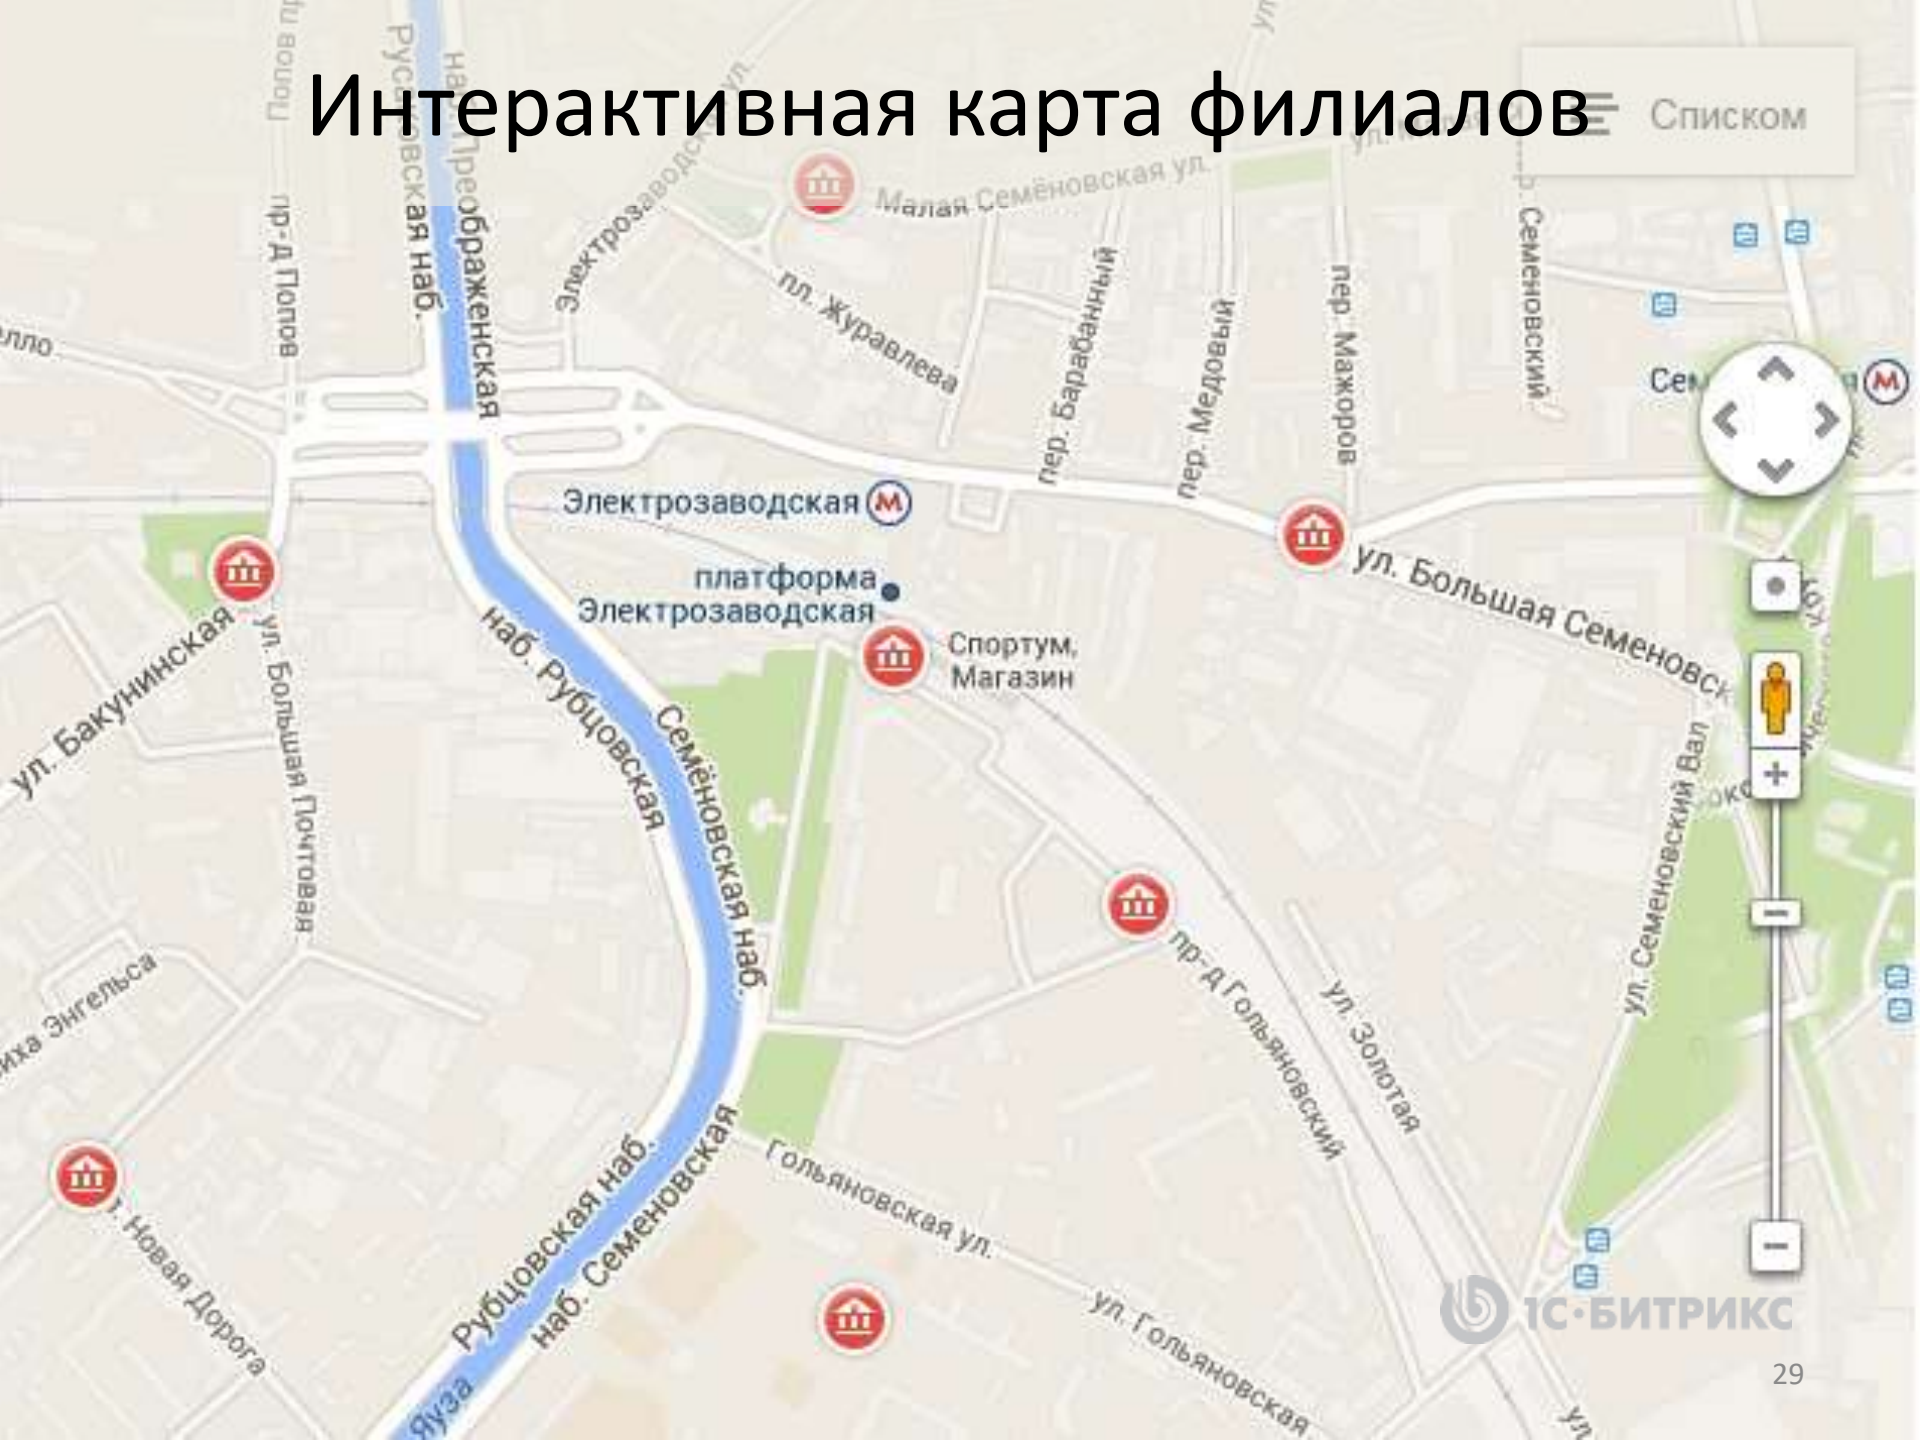 Интерактивная карта филиалов
Списком
Малая Семёновская ул.
Электрозаводская ул.
пр-д Попов
Русаковская наб.
наб. Преображенская
пл. Журавлева
пер. Барабанный
пер. Медовый
пер. Мажоров
Семеновский
Электрозаводская
платформа
Электрозаводская
Спортум,
Магазин
ул. Большая Семеновск
ул. Бакунинская
ул. Большая Почтовая
наб. Рубцовская
Семёновская наб.
ул. Семеновский Вал
пр-д Гольяновский
ул. Золотая
Энгельса
Новая Дорога
Рубцовская наб.
наб. Семеновская
Гольяновская ул.
ул. Гольяновская
Яуза
ул.
1С•БИТРИКС
29